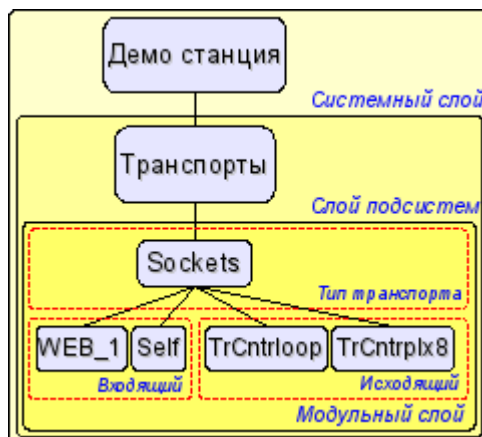 Демо станция
Системный слой
Транспорты
Слой подсистем
Sockets
Тип транспорта
WEB_1 Self TrCntrloop TrCntrplx8
Входящий Исходящий
Модульный слой